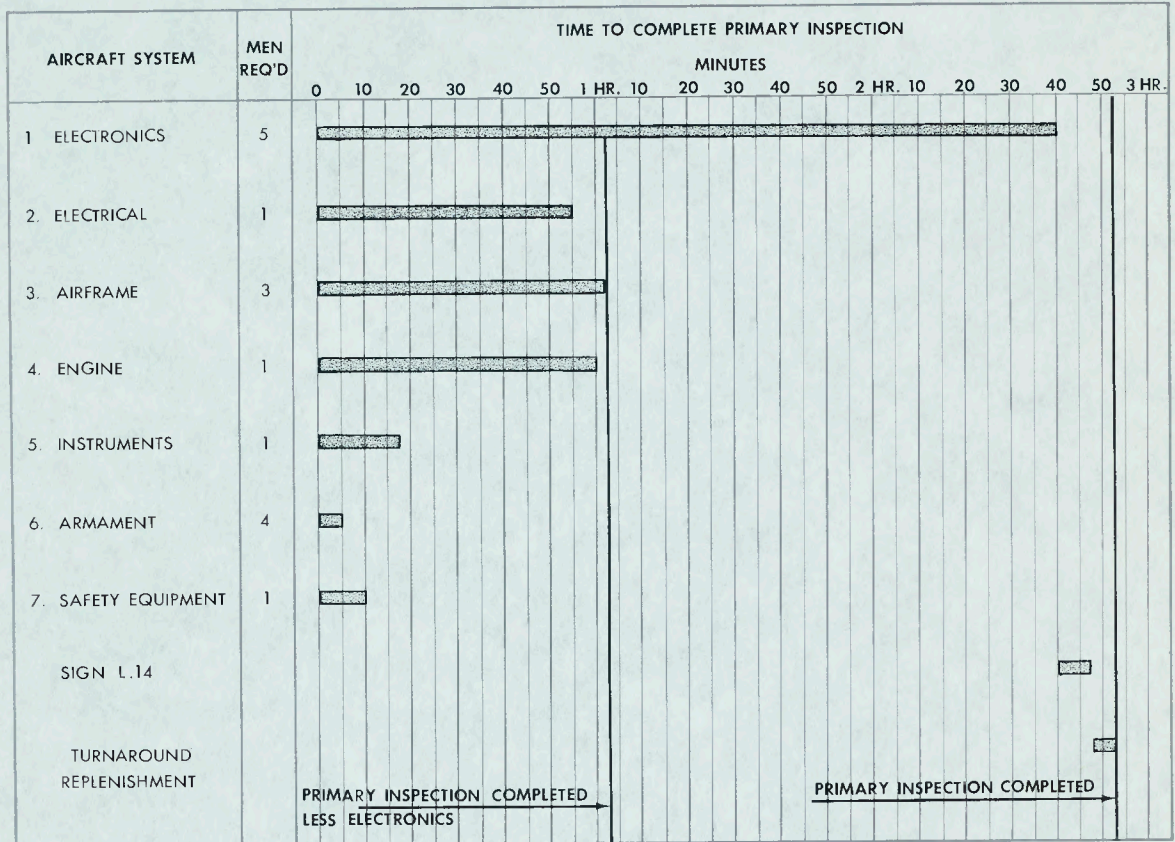 TIME TO COMPLETE PRIMARY INSPECTION
AIRCRAFT SYSTEM
MEN
REQ'D
MINUTES
0 10 20 30 40 50 1 HR. 10 20 30 40 50 2 HR. 10 20 30 40 50 3 HR.
1 ELECTRONICS 5
2. ELECTRICAL 1
3. AIRFRAME 3
4. ENGINE 1
5. INSTRUMENTS 1
6. ARMAMENT 4
7. SAFETY EQUIPMENT 1
SIGN L.14
TURNAROUND
REPLENISHMENT
PRIMARY INSPECTION COMPLETED
LESS ELECTRONICS
PRIMARY INSPECTION COMPLETED